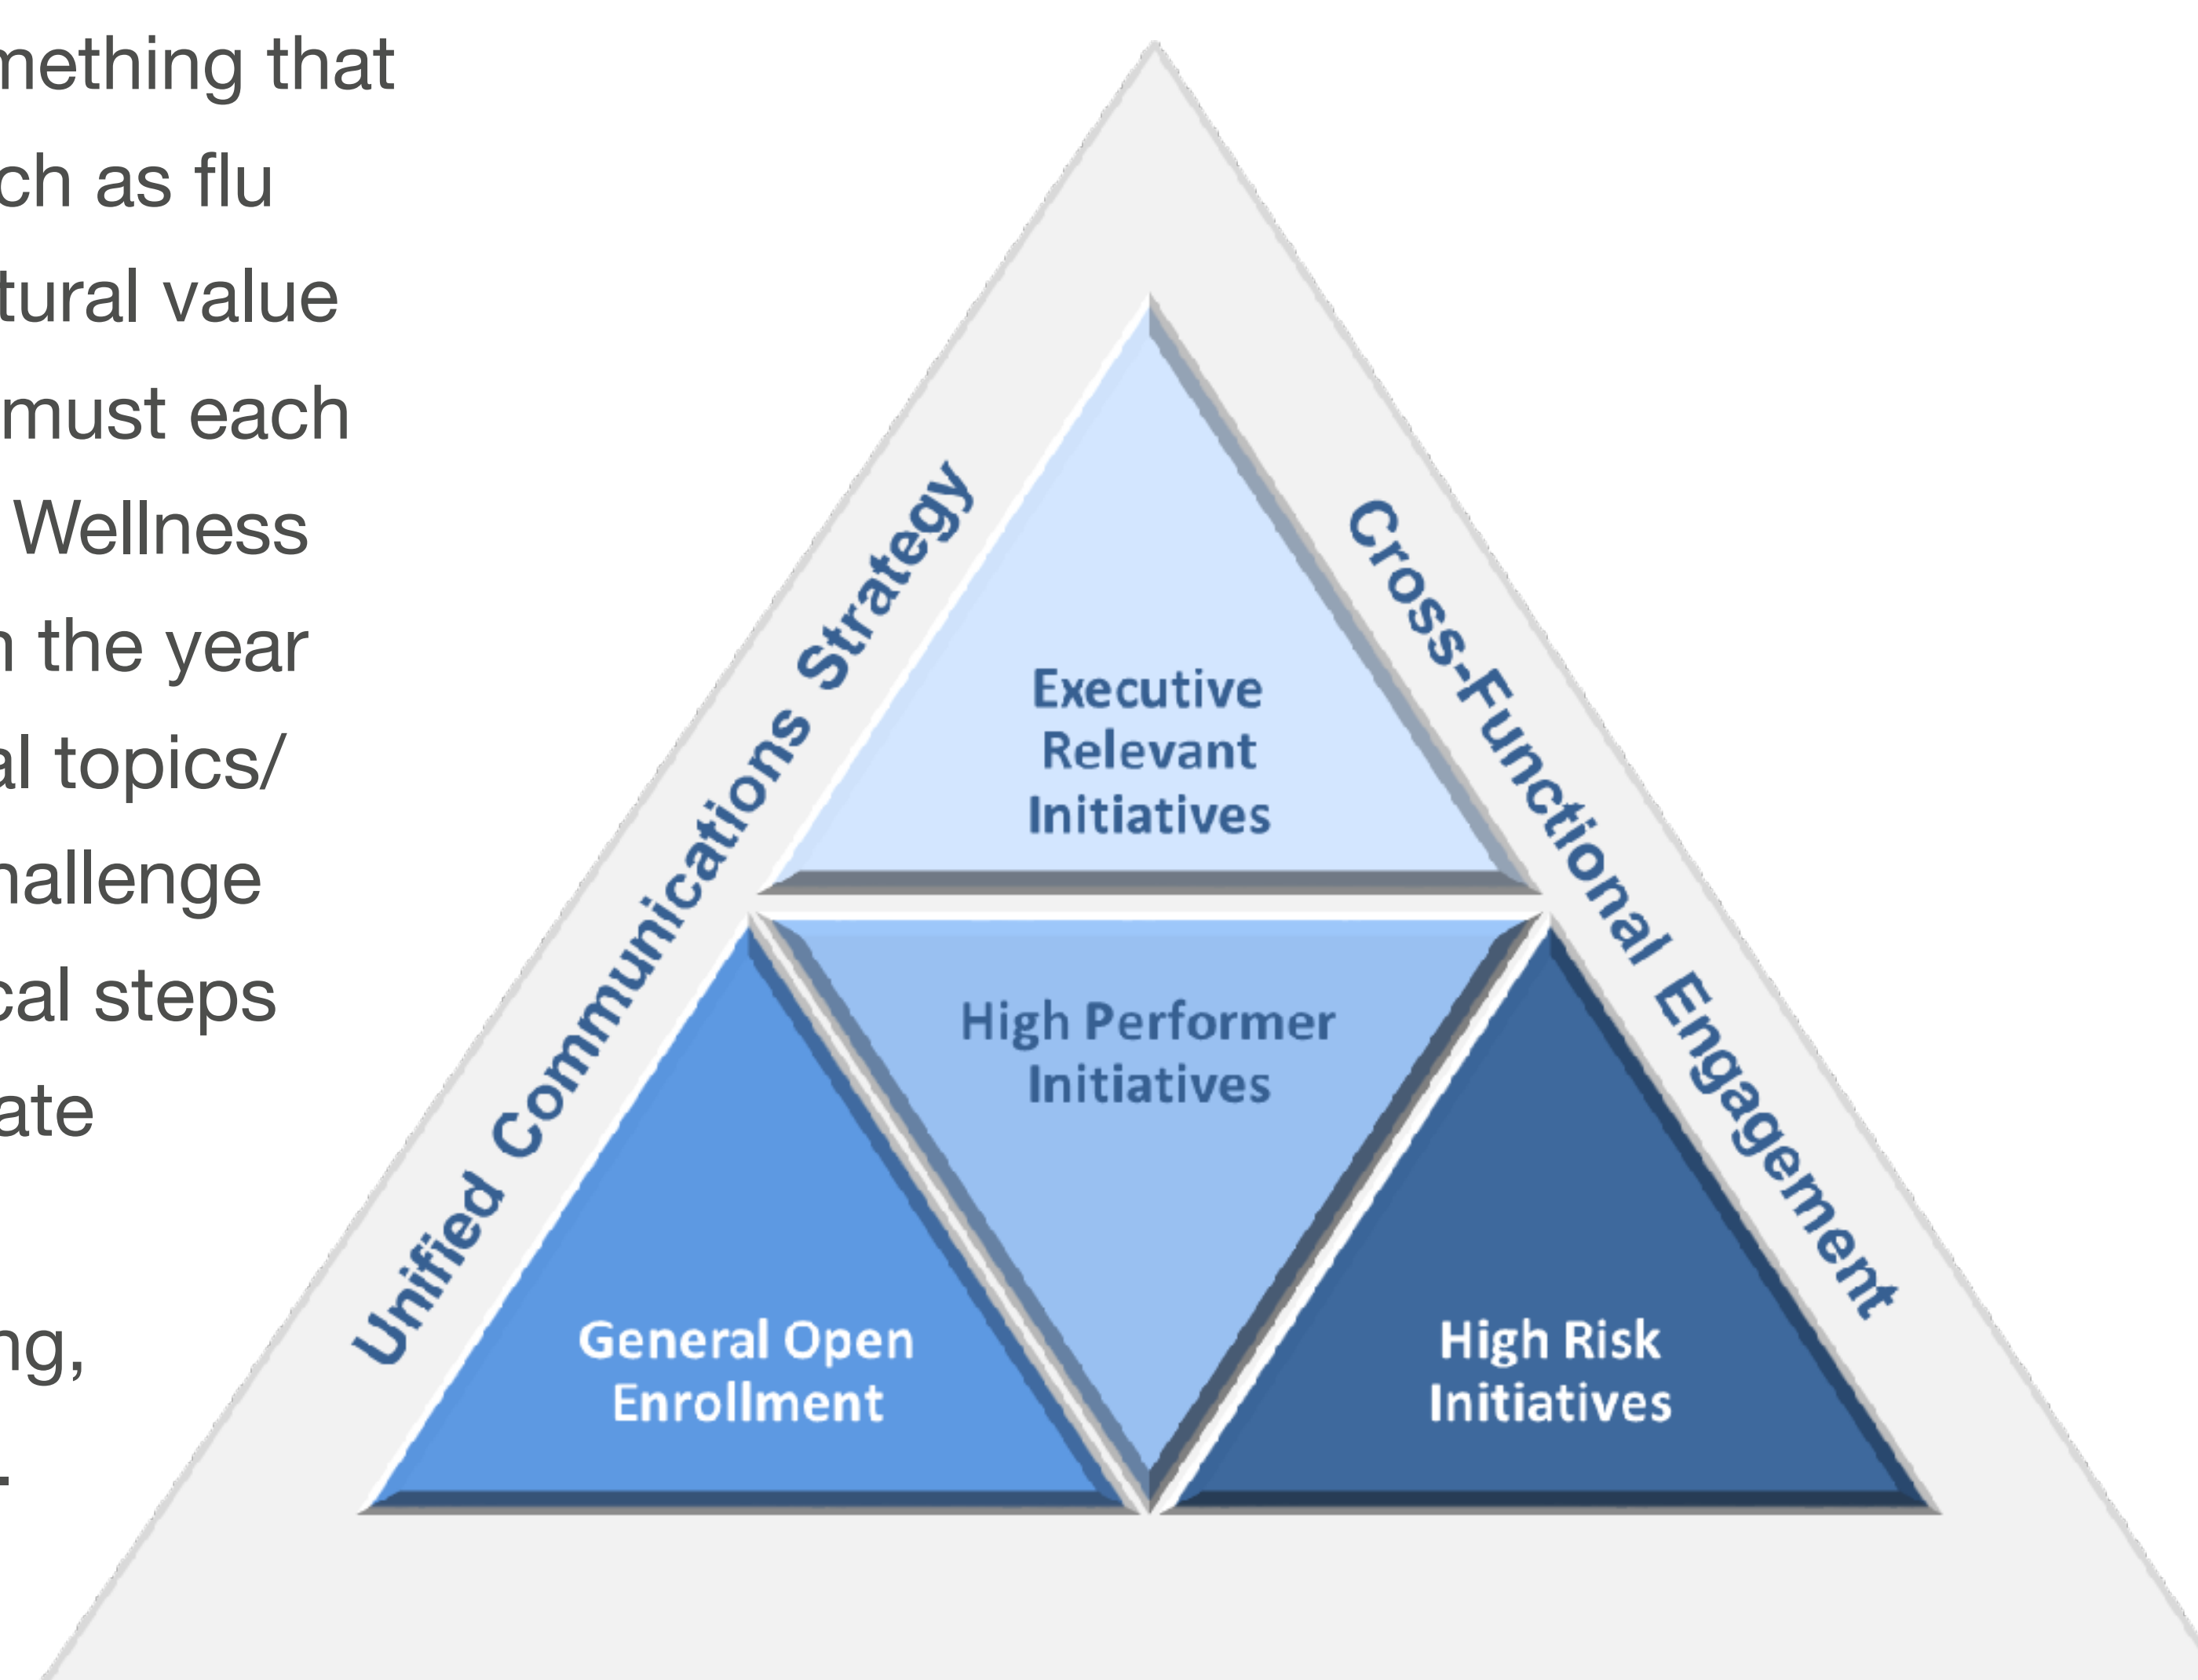 mething that
ch as flu
tural value
must each
Wellness
n the year
al topics/
hallenge
cal steps
ate
ng,
.
Unified Communications Strategy
Cross-Functional Engagement
Executive
Relevant
Initiatives
High Performer
Initiatives
General Open
Enrollment
High Risk
Initiatives